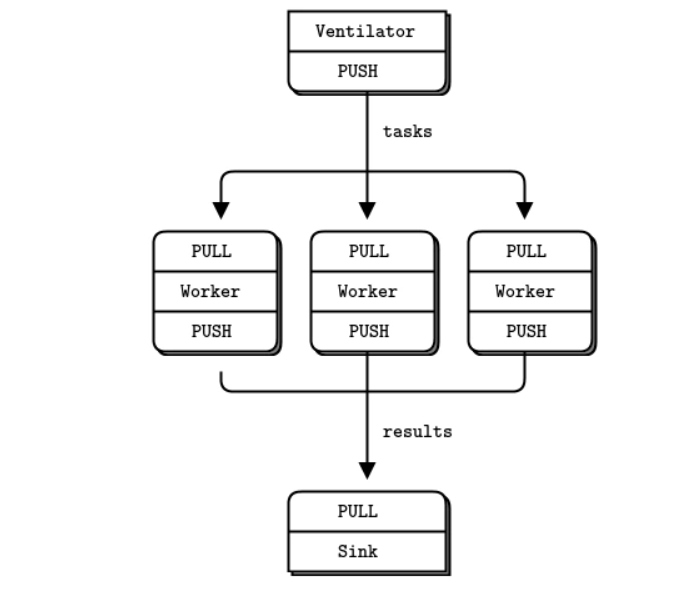 Ventilator
PUSH
tasks
PULL PULL PULL
Worker Worker Worker
PUSH PUSH PUSH
results
PULL
Sink